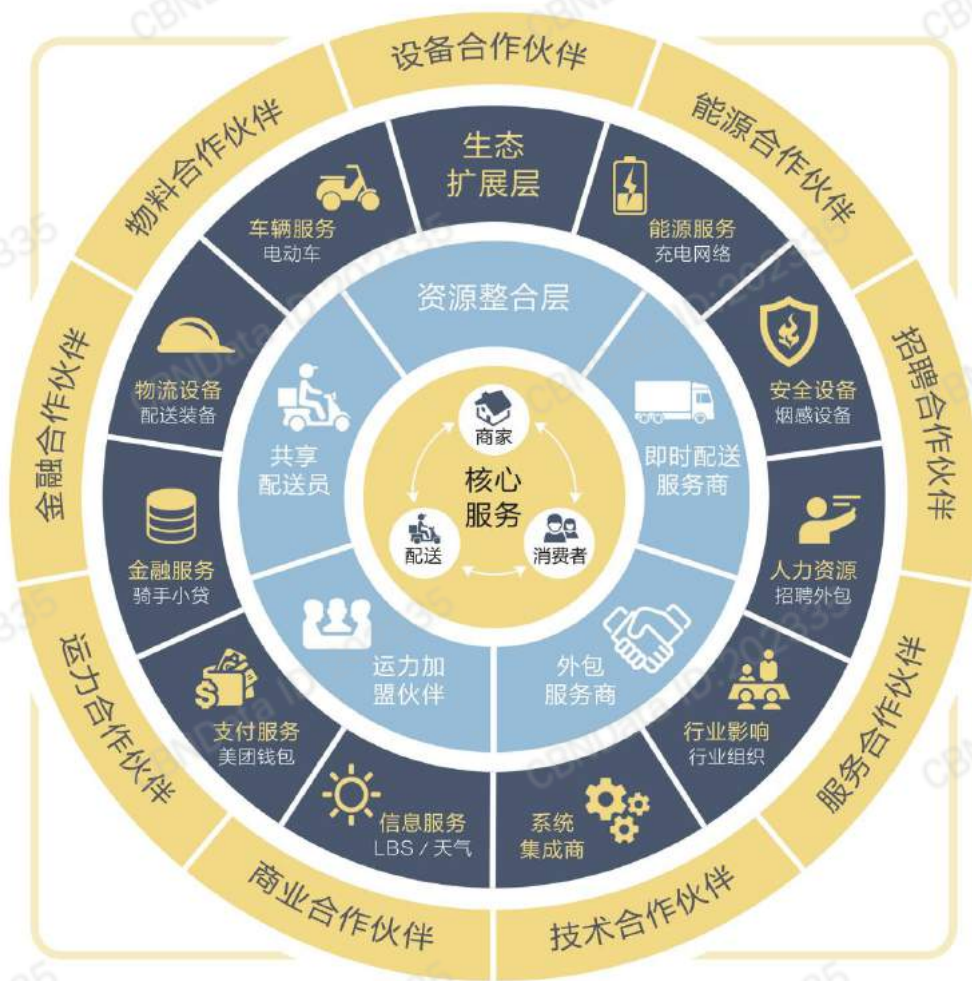 设备合作伙伴
能源合作伙伴
招聘合作伙伴
服务合作伙伴
技术合作伙伴
商业合作伙伴
运力合作伙伴
金融合作伙伴
物料合作伙伴
生态
扩展层
能源服务
充电网络
安全设备
烟感设备
人力资源
招聘外包
行业影响
行业组织
系统
集成商
信息服务
LBS / 天气
支付服务
美团钱包
金融服务
骑手小贷
物流设备
配送装备
车辆服务
电动车
资源整合层
即时配送
服务商
外包
服务商
运力加
盟伙伴
共享
配送员
商家
核心
服务
配送
消费者
CBNData ID:202335